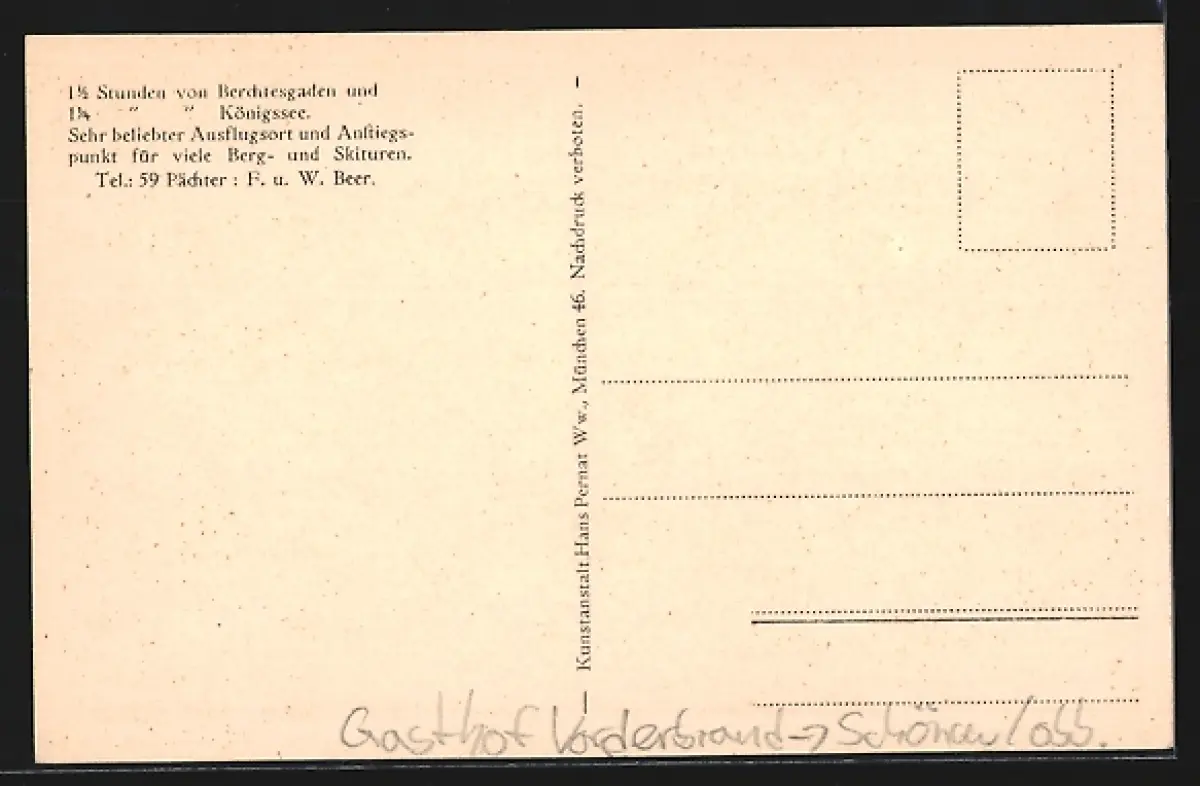 1½ Stunden von Berchtesgaden und
1¼ " " Königssee.
Sehr beliebter Ausflugsort und Anstiegs-
punkt für viele Berg- und Skituren.
Tel.: 59 Pächter : F. u. W. Beer.
— Kunstanstalt Hans Pernat Ww., München 46. Nachdruck verboten. —
Gasthof Vorderbrand → Schönau / obb.